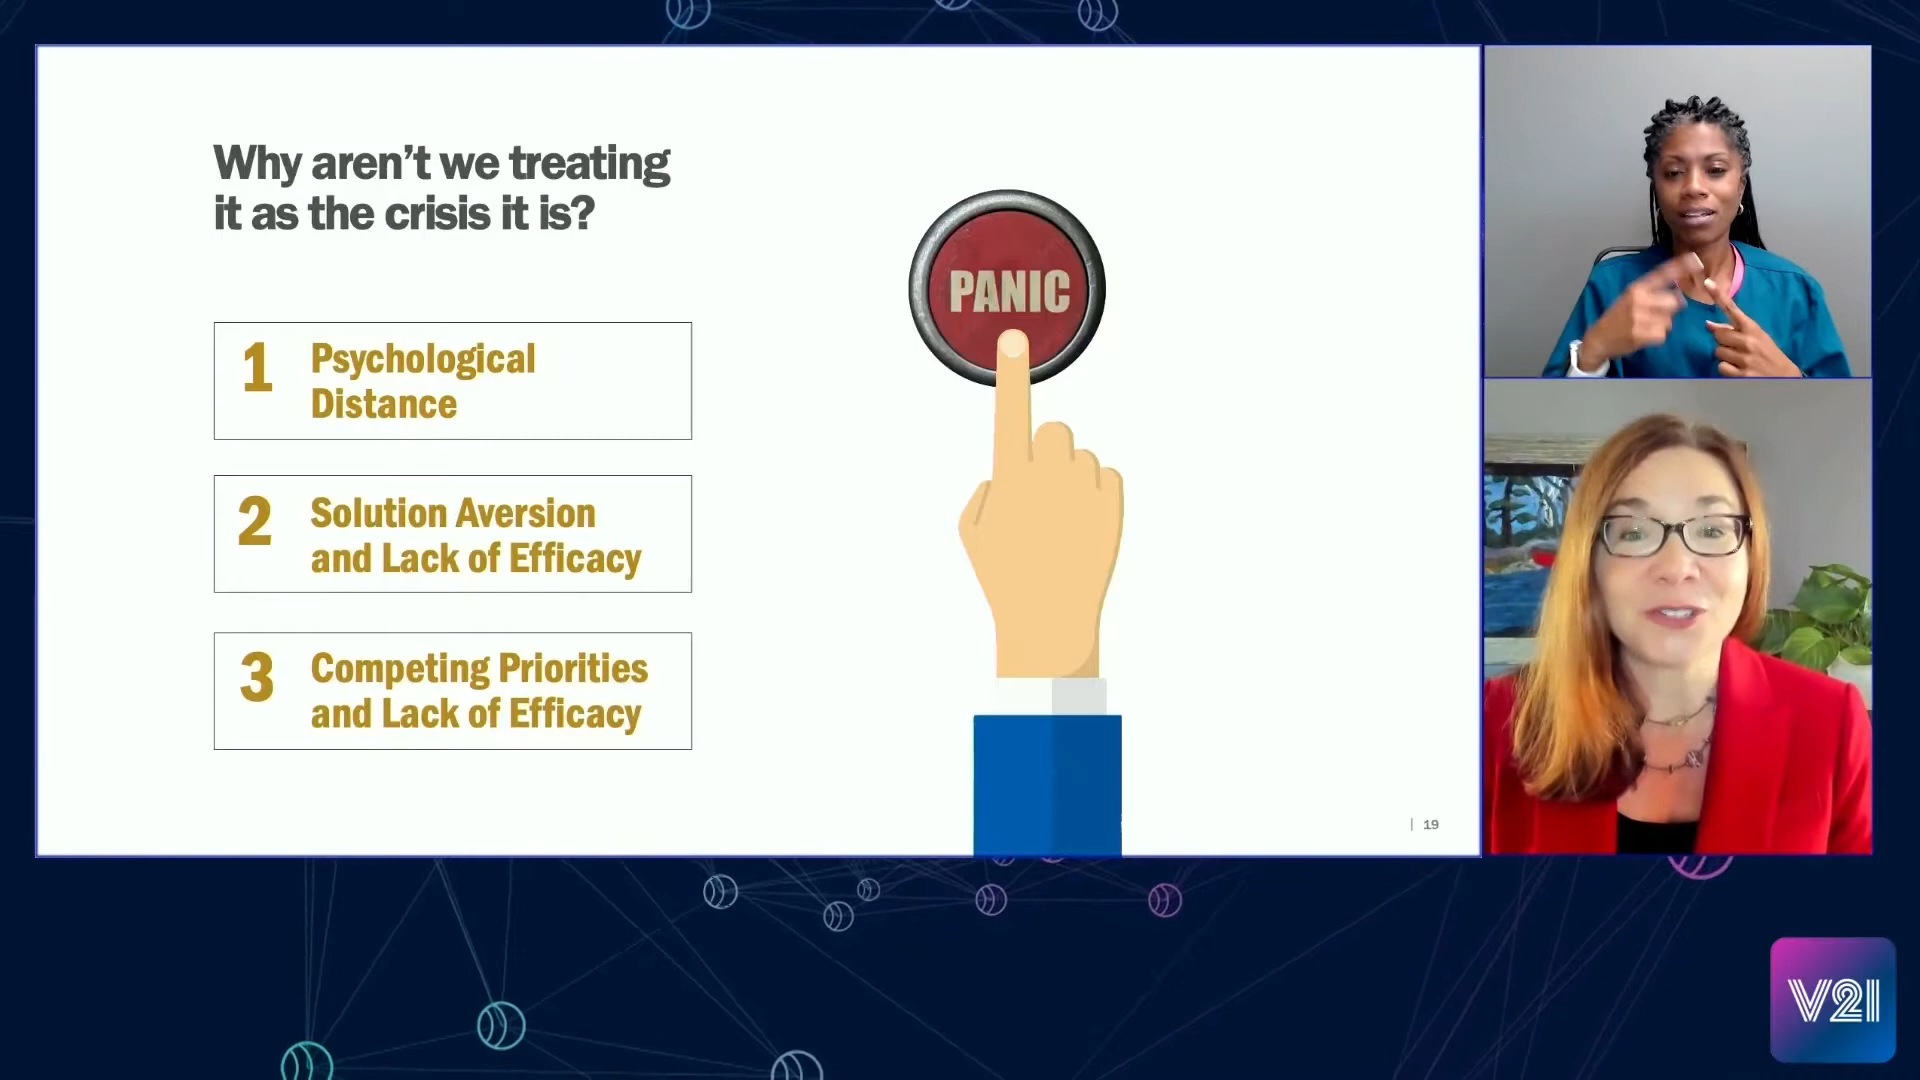 Why aren't we treating
it as the crisis it is?
1 Psychological
Distance
2 Solution Aversion
and Lack of Efficacy
3 Competing Priorities
and Lack of Efficacy
PANIC
| 19
V21